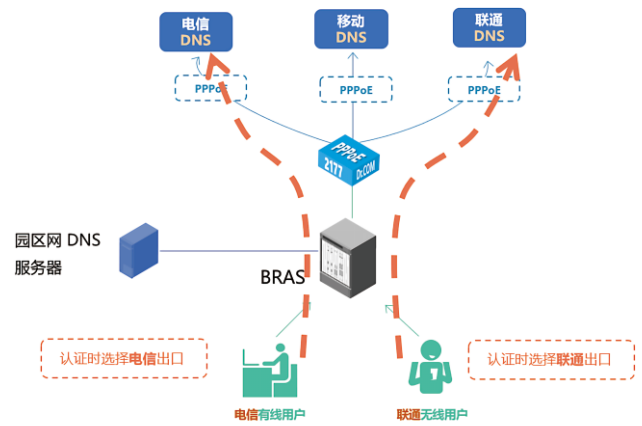 电信
DNS
移动
DNS
联通
DNS
PPPoE
PPPoE
PPPoE
PPPoE
2177
Dr.COM
园区网 DNS
服务器
BRAS
认证时选择电信出口
认证时选择联通出口
电信有线用户
联通无线用户